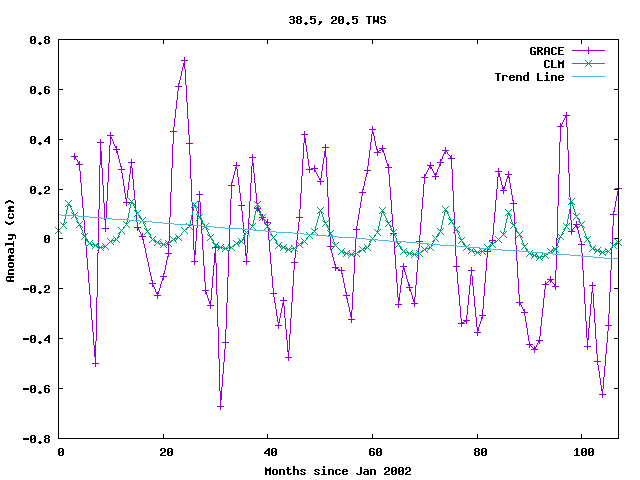 38.5, 20.5 TWS
GRACE
CLM
Trend Line
0.8
0.6
0.4
0.2
0
-0.2
-0.4
-0.6
-0.8
Anomaly (cm)
0 20 40 60 80 100
Months since Jan 2002